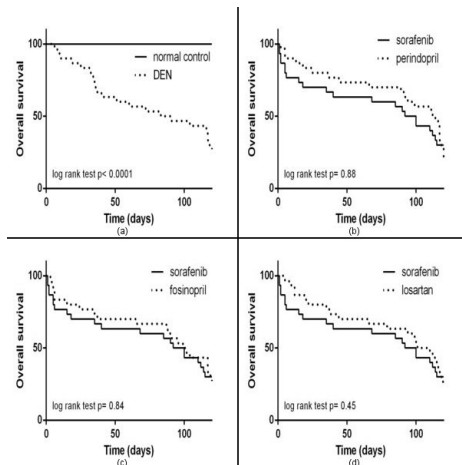 Overall survival
100
50
0
normal control
DEN
log rank test p< 0.0001
0 50 100
Time (days)
(a)
Overall survival
100
50
0
sorafenib
perindopril
log rank test p= 0.88
0 50 100
Time (days)
(b)
Overall survival
100
50
0
sorafenib
fosinopril
log rank test p= 0.84
0 50 100
Time (days)
(c)
Overall survival
100
50
0
sorafenib
losartan
log rank test p= 0.45
0 50 100
Time (days)
(d)